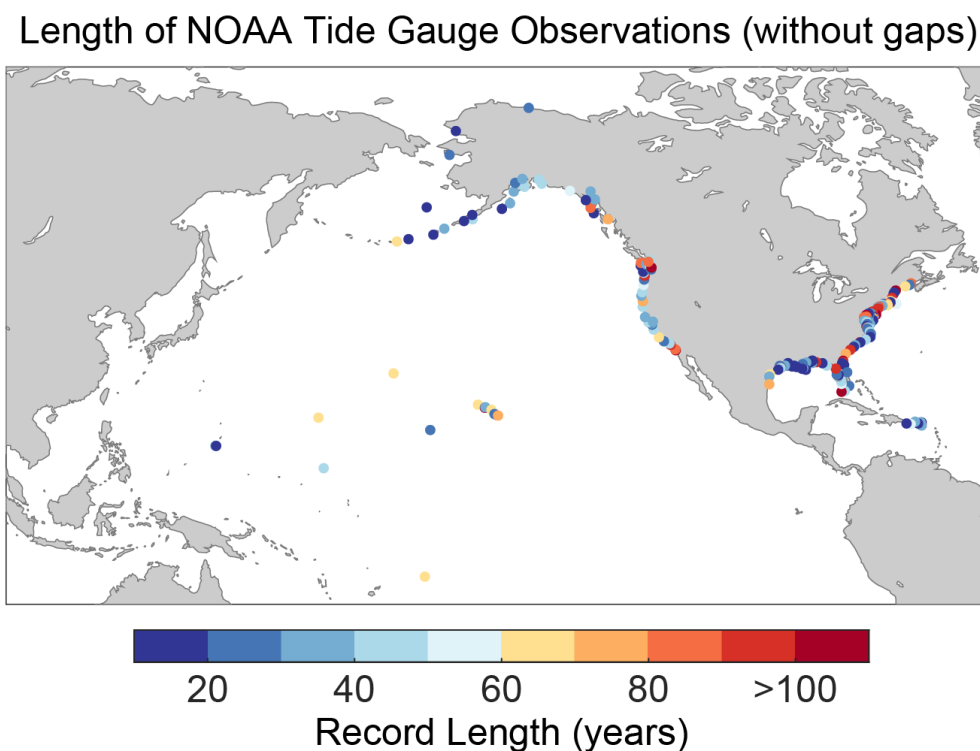 Length of NOAA Tide Gauge Observations (without gaps)
20 40 60 80 >100
Record Length (years)